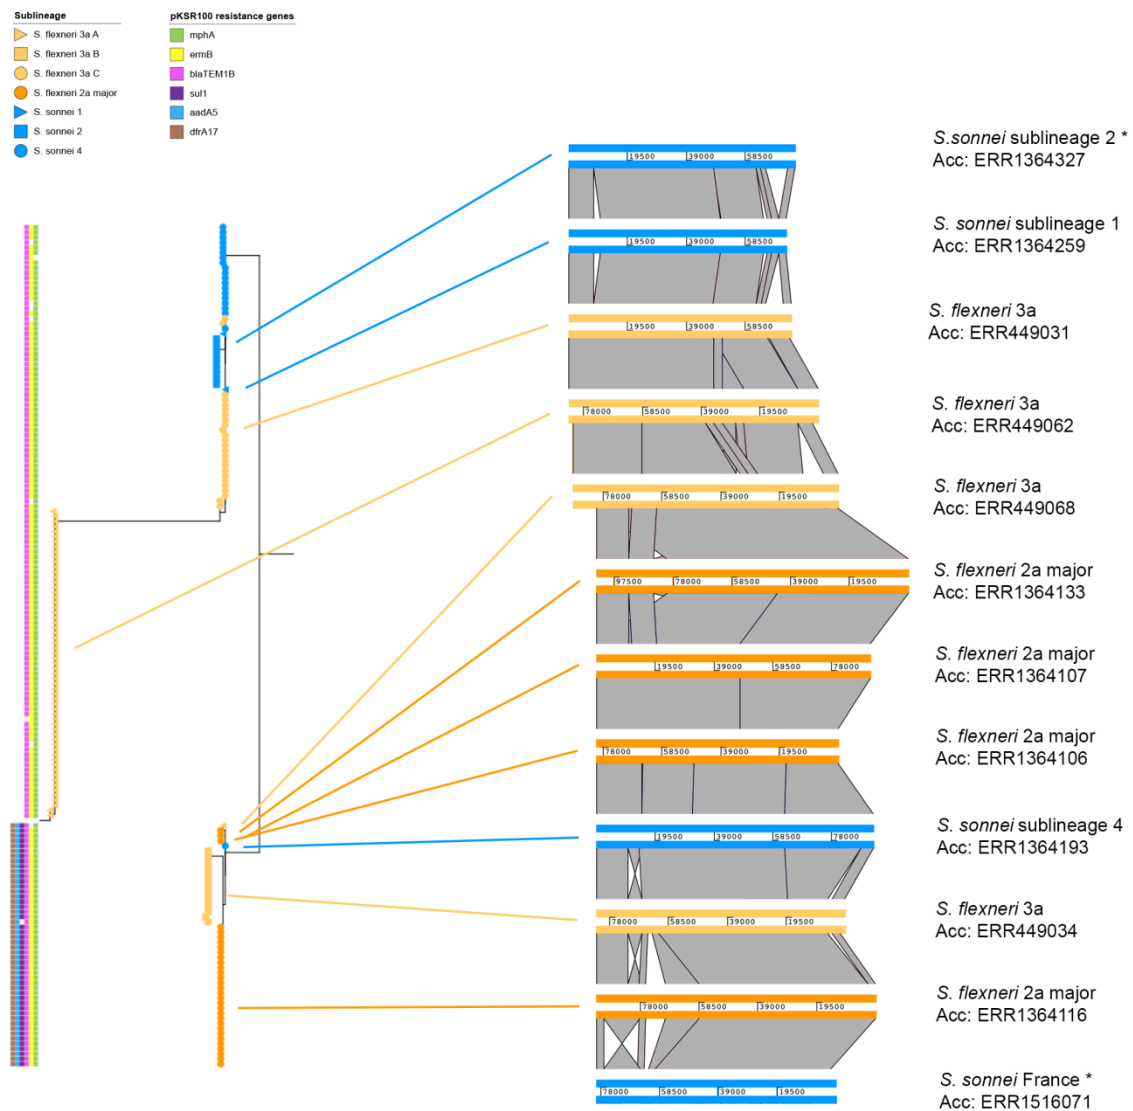 Sublineage
S. flexneri 3a A
S. flexneri 3a B
S. flexneri 3a C
S. flexneri 2a major
S. sonnei 1
S. sonnei 2
S. sonnei 4
pKSR100 resistance genes
mphA
ermB
blaTEM1B
sul1
aadA5
dfrA17
19500 39000 58500
S.sonnei sublineage 2 *
Acc: ERR1364327
19500 39000 58500
S. sonnei sublineage 1
Acc: ERR1364259
19500 39000 58500
S. flexneri 3a
Acc: ERR449031
78000 58500 39000 19500
S. flexneri 3a
Acc: ERR449062
78000 58500 39000 19500
S. flexneri 3a
Acc: ERR449068
97500 78000 58500 39000 19500
S. flexneri 2a major
Acc: ERR1364133
19500 39000 58500 78000
S. flexneri 2a major
Acc: ERR1364107
78000 58500 39000 19500
S. flexneri 2a major
Acc: ERR1364106
19500 39000 58500 78000
S. sonnei sublineage 4
Acc: ERR1364193
78000 58500 39000 19500
S. flexneri 3a
Acc: ERR449034
78000 58500 39000 19500
S. flexneri 2a major
Acc: ERR1364116
78000 58500 39000 19500
S. sonnei France *
Acc: ERR1516071